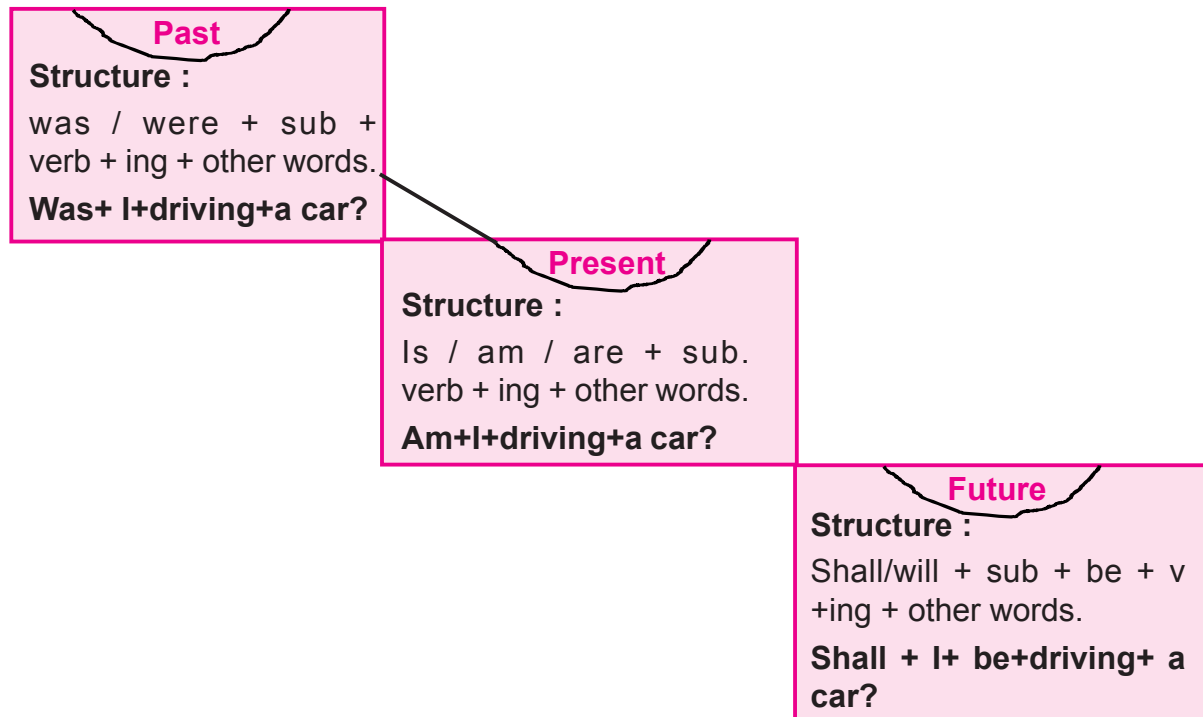 Past
Structure :
was / were + sub +
verb + ing + other words.
Was+ I+driving+a car?
Present
Structure :
Is / am / are + sub.
verb + ing + other words.
Am+I+driving+a car?
Future
Structure :
Shall/will + sub + be + v
+ing + other words.
Shall + I+ be+driving+ a
car?